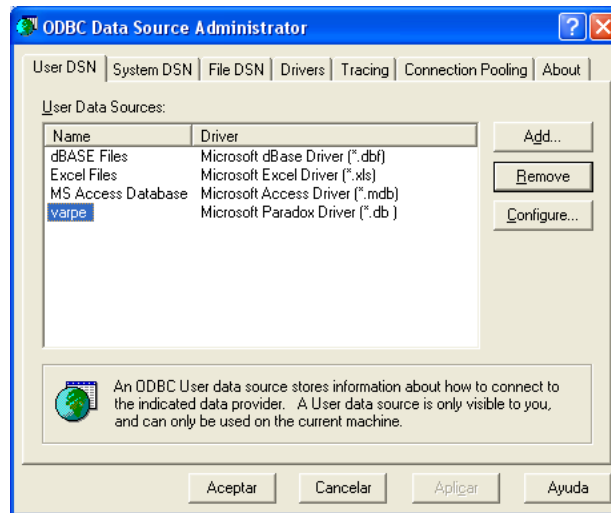 ODBC Data Source Administrator
User DSN System DSN File DSN Drivers Tracing Connection Pooling About
User Data Sources:
Name Driver
dBASE Files Microsoft dBase Driver (*.dbf)
Excel Files Microsoft Excel Driver (*.xls)
MS Access Database Microsoft Access Driver (*.mdb)
varpe Microsoft Paradox Driver (*.db )
Add...
Remove
Configure...
An ODBC User data source stores information about how to connect to
the indicated data provider. A User data source is only visible to you,
and can only be used on the current machine.
Aceptar Cancelar Aplicar Ayuda